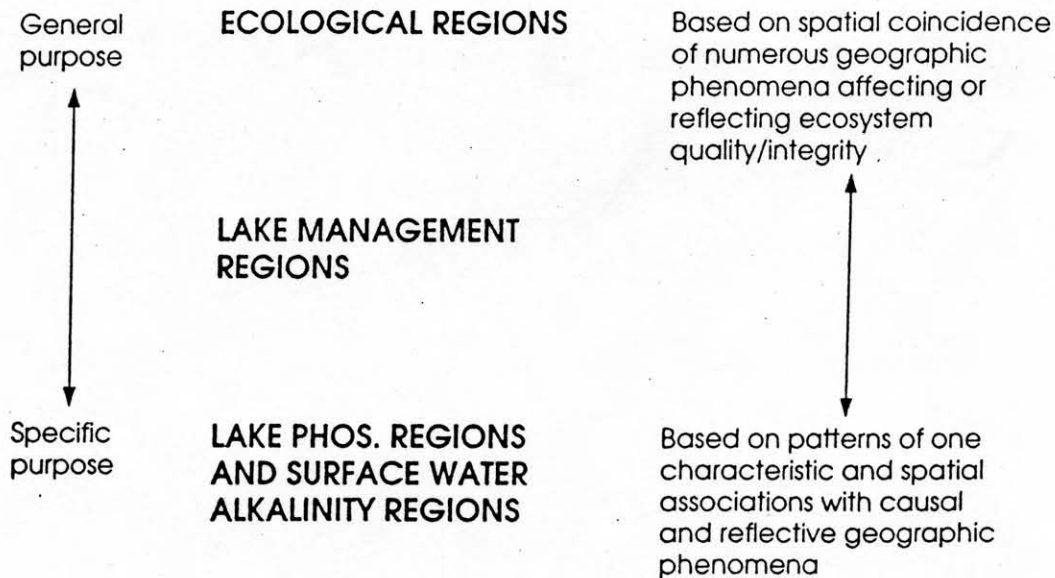 General
purpose
ECOLOGICAL REGIONS
Based on spatial coincidence
of numerous geographic
phenomena affecting or
reflecting ecosystem
quality/integrity
LAKE MANAGEMENT
REGIONS
Specific
purpose
LAKE PHOS. REGIONS
AND SURFACE WATER
ALKALINITY REGIONS
Based on patterns of one
characteristic and spatial
associations with causal
and reflective geographic
phenomena